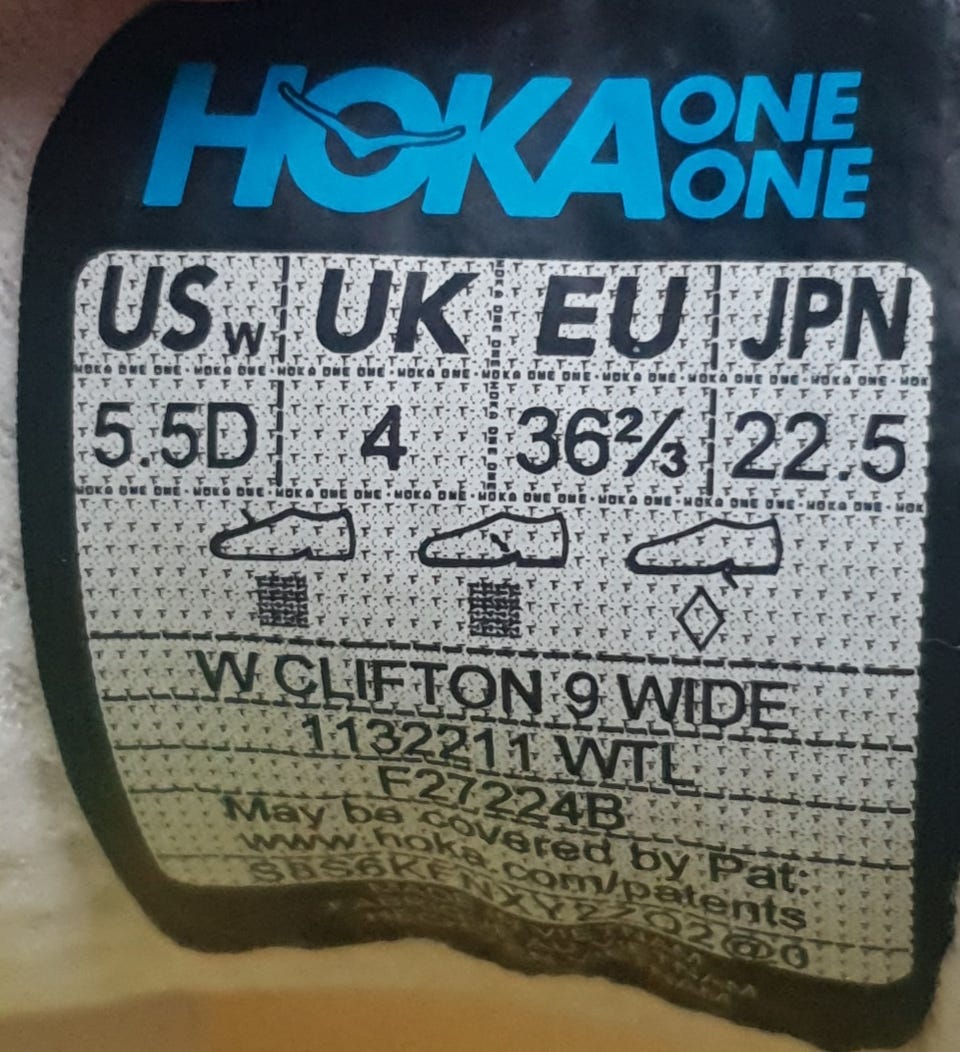 HOKA ONE ONE
US W UK EU JPN
5.5D 4 36⅔ 22.5
W CLIFTON 9 WIDE
1132211 WTL
F27224B
May be covered by Pat:
www.hoka.com/patents